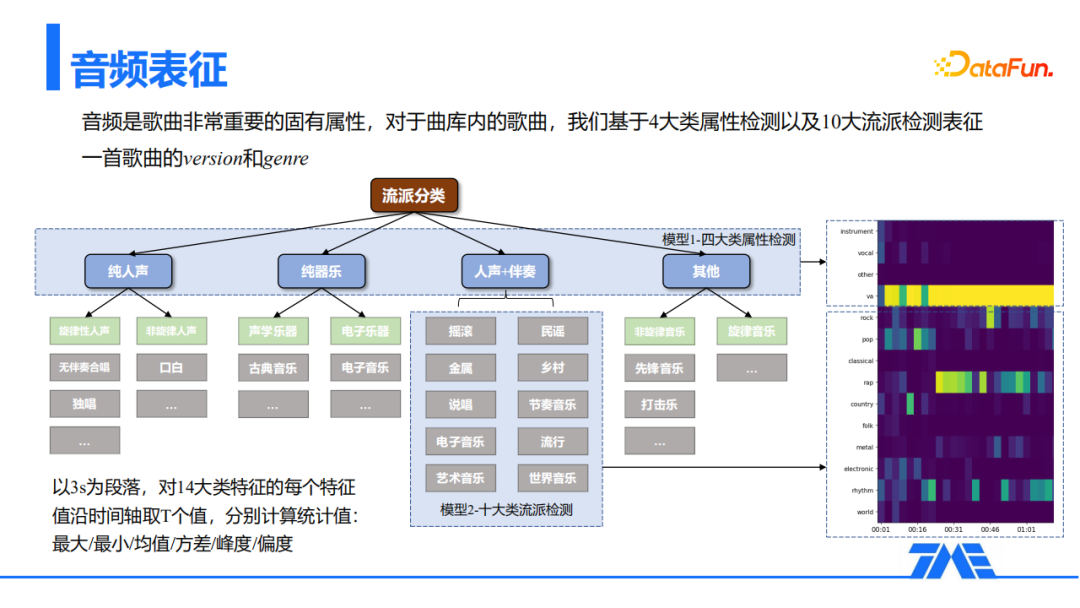 音频表征
DataFun.
音频是歌曲非常重要的固有属性，对于曲库内的歌曲，我们基于4大类属性检测以及10大流派检测表征
一首歌曲的version和genre
流派分类
模型1-四大类属性检测
纯人声
纯器乐
人声+伴奏
其他
旋律性人声
非旋律人声
声学乐器
电子乐器
摇滚
民谣
非旋律音乐
旋律音乐
无伴奏合唱
口白
古典音乐
电子音乐
金属
乡村
先锋音乐
...
独唱
...
...
...
说唱
节奏音乐
打击乐
...
电子音乐
流行
...
艺术音乐
世界音乐
模型2-十大类流派检测
以3s为段落，对14大类特征的每个特征
值沿时间轴取T个值，分别计算统计值：
最大/最小/均值/方差/峰度/偏度
instrument
vocal
other
va
rock
pop
classical
rap
country
folk
metal
electronic
rhythm
world
00:01 00:16 00:31 00:46 01:01
TME